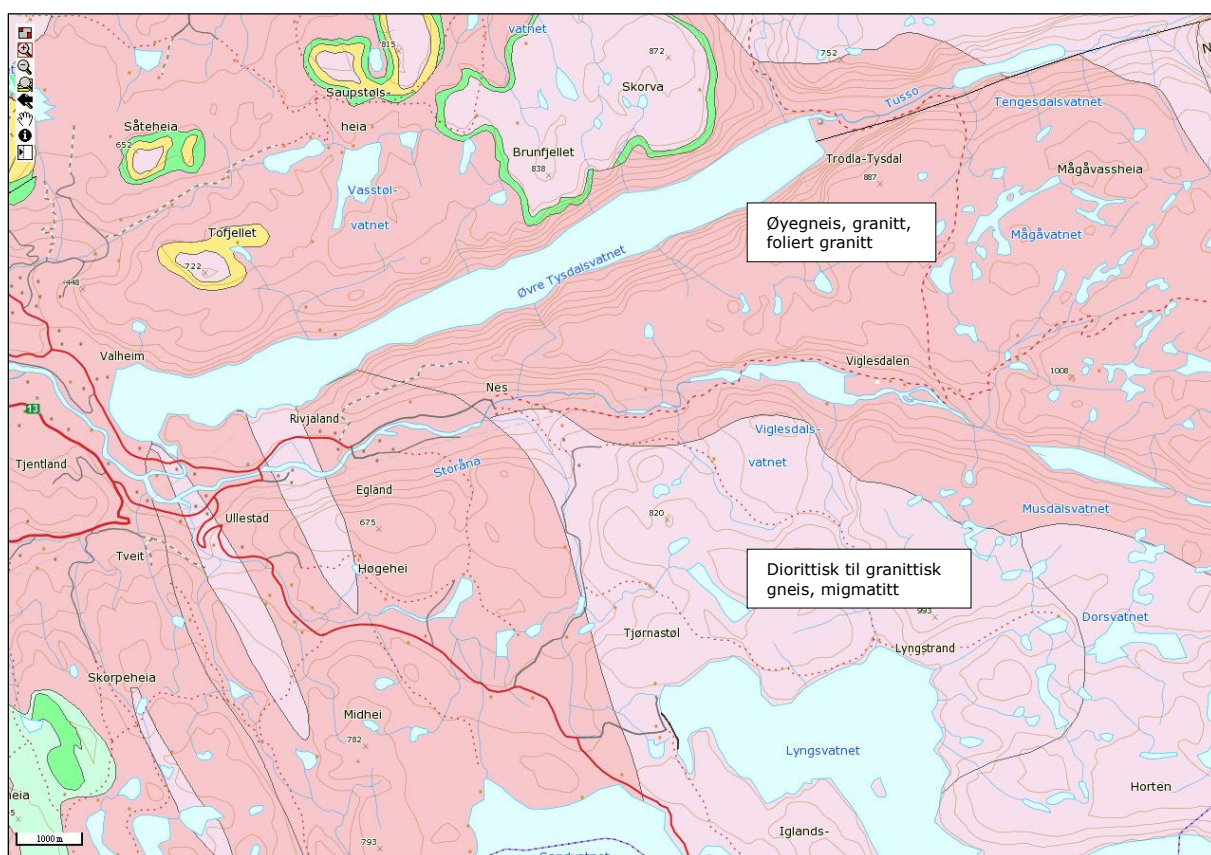 vatnet
815
872
752
Skorva
Tusso
Tengesdalsvatnet
Saupstøls-
heia
Såteheia
652
Brunfjellet
838
Trodla-Tysdal
887
Mågåvassheia
Vasstøl-
vatnet
Øyegneis, granitt,
foliert granitt
Mågåvatnet
Tofjellet
722
448
Øvre Tysdalsvatnet
Valheim
Viglesdalen
1008
Nes
13
Rivjaland
Viglesdals-
vatnet
Tjentland
Storåna
Egland
675
Ullestad
820
Musdalsvatnet
Tveit
Høgehei
Diorittisk til granittisk
gneis, migmatitt
993
Dorsvatnet
Tjørnastøl
Lyngstrand
Skorpeheia
Midhei
782
Lyngsvatnet
Horten
heia
1000 m
793
Iglands-
Sandvatnet